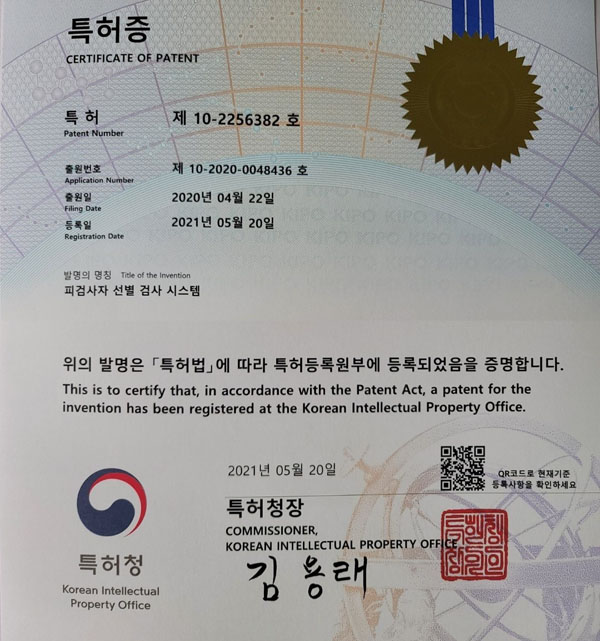 특허증
CERTIFICATE OF PATENT
특 허 제 10-2256382 호
Patent Number
출원번호 제 10-2020-0048436 호
Application Number
출원일 2020년 04월 22일
Filing Date
등록일 2021년 05월 20일
Registration Date
KIPO KIPO KIPO
KIPO KIPO KIPO KIPO
발명의 명칭 Title of the Invention
피검사자 선별 검사 시스템
위의 발명은 「특허법」에 따라 특허등록원부에 등록되었음을 증명합니다.
This is to certify that, in accordance with the Patent Act, a patent for the
invention has been registered at the Korean Intellectual Property Office.
2021년 05월 20일
QR코드로 현재기준
등록사항을 확인하세요
특허청장
COMMISSIONER,
KOREAN INTELLECTUAL PROPERTY OFFICE
김용래
특허청
Korean Intellectual
Property Office